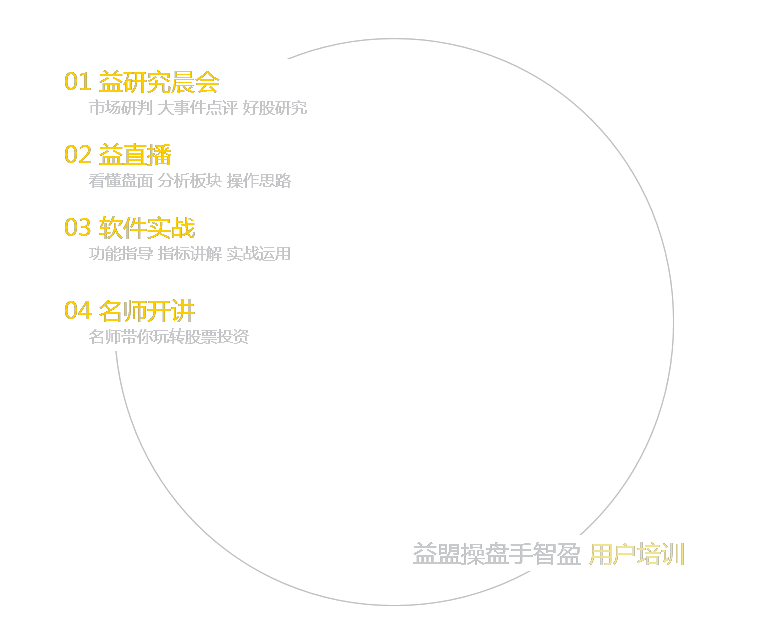 01 益研究晨会
市场研判 大事件点评 好股研究
02 益直播
看懂盘面 分析板块 操作思路
03 软件实战
功能指导 指标讲解 实战运用
04 名师开讲
名师带你玩转股票投资
益盟操盘手智盈 用户培训